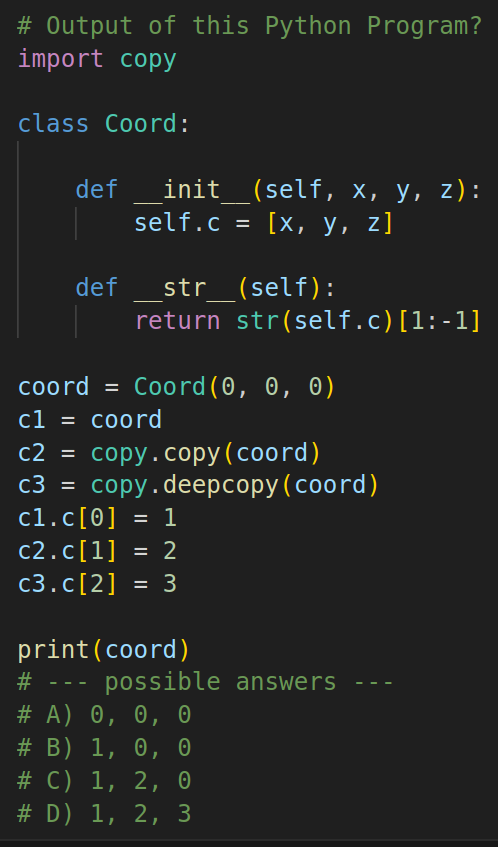 # Output of this Python Program?
import copy

class Coord:

    def __init__(self, x, y, z):
        self.c = [x, y, z]

    def __str__(self):
        return str(self.c)[1:-1]

coord = Coord(0, 0, 0)
c1 = coord
c2 = copy.copy(coord)
c3 = copy.deepcopy(coord)
c1.c[0] = 1
c2.c[1] = 2
c3.c[2] = 3

print(coord)
# --- possible answers ---
# A) 0, 0, 0
# B) 1, 0, 0
# C) 1, 2, 0
# D) 1, 2, 3